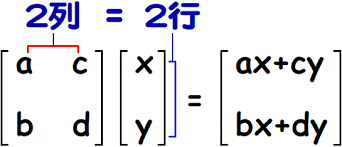 2列 = 2行
a c x ax+cy
=
b d y bx+dy